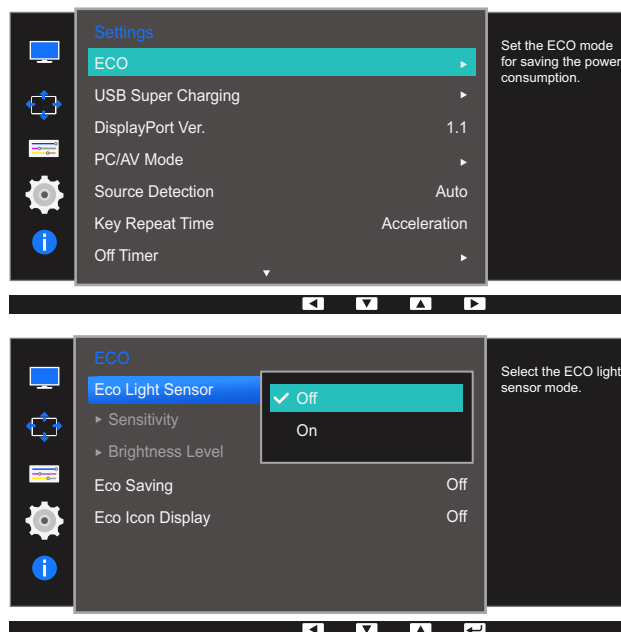 Settings
ECO
Set the ECO mode
for saving the power
consumption.
USB Super Charging
DisplayPort Ver. 1.1
PC/AV Mode
Source Detection Auto
Key Repeat Time Acceleration
Off Timer
ECO
Eco Light Sensor
Off
Select the ECO light
sensor mode.
Sensitivity
On
Brightness Level
Eco Saving Off
Eco Icon Display Off